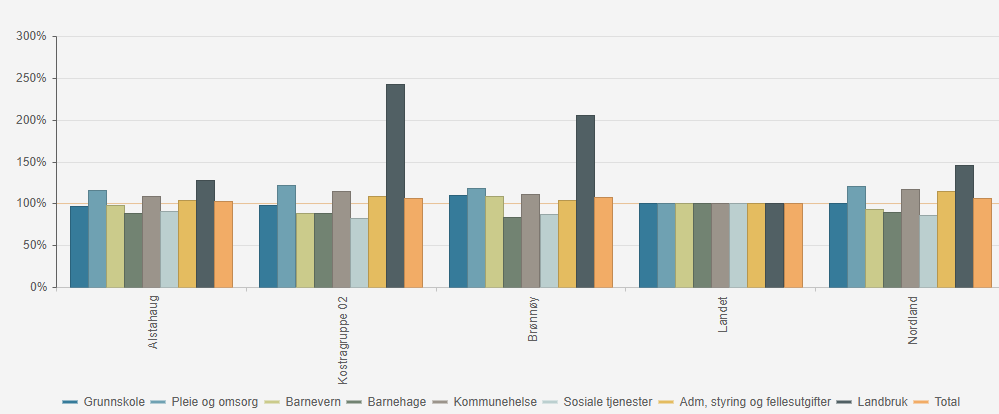 300%
250%
200%
150%
100%
50%
0%
Alstahaug
Kostragruppe 02
Brønnøy
Landet
Nordland
Grunnskole Pleie og omsorg Barnevern Barnehage Kommunehelse Sosiale tjenester Adm, styring og fellesutgifter Landbruk Total